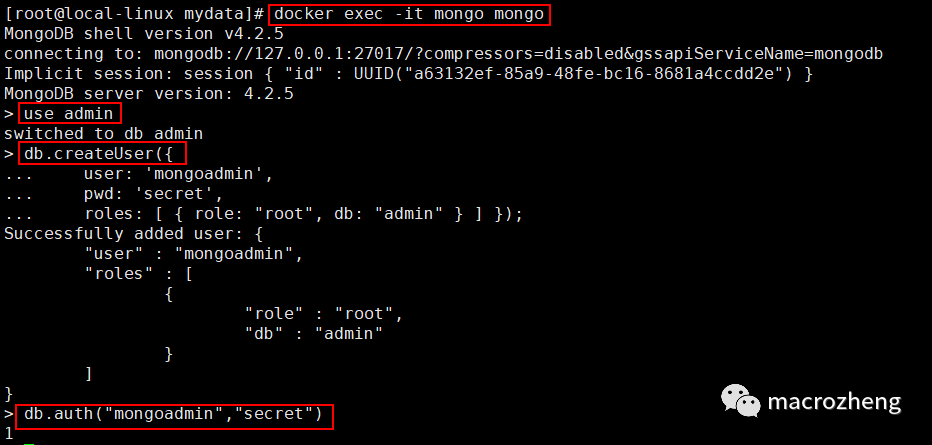 [root@local-linux mydata]# docker exec -it mongo mongo
MongoDB shell version v4.2.5
connecting to: mongodb://127.0.0.1:27017/?compressors=disabled&gssapiServiceName=mongodb
Implicit session: session { "id" : UUID("a63132ef-85a9-48fe-bc16-8681a4ccdd2e") }
MongoDB server version: 4.2.5
> use admin
switched to db admin
> db.createUser({
...     user: 'mongoadmin',
...     pwd: 'secret',
...     roles: [ { role: "root", db: "admin" } ] });
Successfully added user: {
        "user" : "mongoadmin",
        "roles" : [
                {
                        "role" : "root",
                        "db" : "admin"
                }
        ]
}
> db.auth("mongoadmin","secret")
1
macrozheng